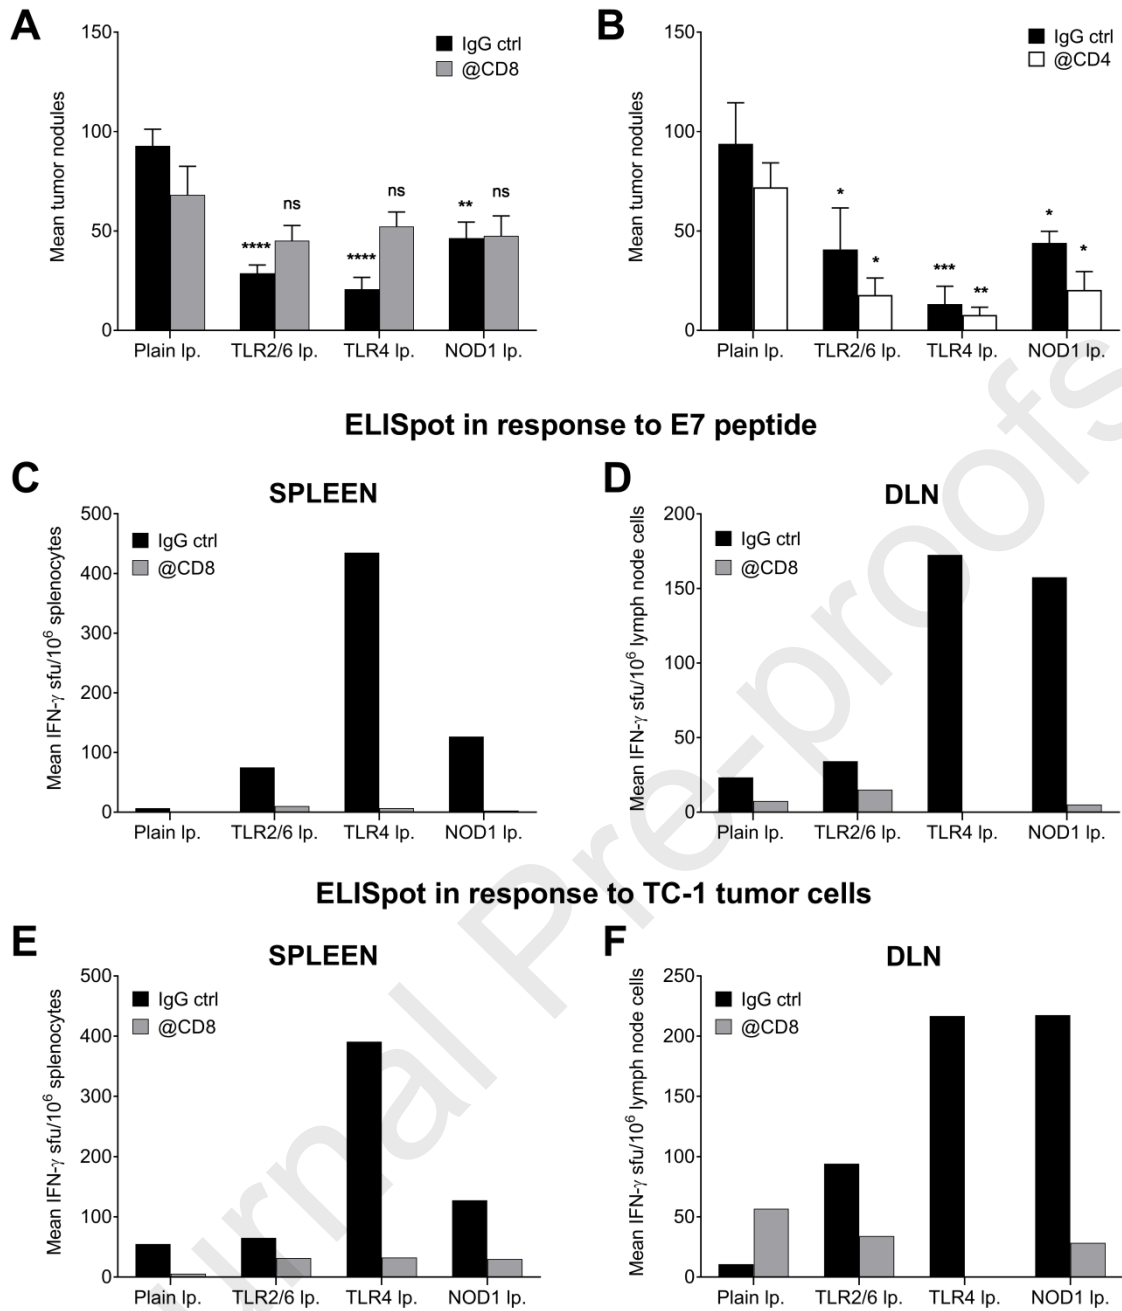 A
Mean tumor nodules
150
100
50
0
IgG ctrl
@CD8
****
ns
****
ns
**
ns
Plain lp.
TLR2/6 lp.
TLR4 lp.
NOD1 lp.
B
Mean tumor nodules
150
100
50
0
IgG ctrl
@CD4
*
*
***
**
*
*
Plain lp.
TLR2/6 lp.
TLR4 lp.
NOD1 lp.
ELISpot in response to E7 peptide
C
SPLEEN
Mean IFN-γ sfu/10⁶ splenocytes
500
400
300
200
100
0
IgG ctrl
@CD8
Plain lp.
TLR2/6 lp.
TLR4 lp.
NOD1 lp.
D
DLN
Mean IFN-γ sfu/10⁶ lymph node cells
200
150
100
50
0
IgG ctrl
@CD8
Plain lp.
TLR2/6 lp.
TLR4 lp.
NOD1 lp.
ELISpot in response to TC-1 tumor cells
E
SPLEEN
Mean IFN-γ sfu/10⁶ splenocytes
500
400
300
200
100
0
IgG ctrl
@CD8
Plain lp.
TLR2/6 lp.
TLR4 lp.
NOD1 lp.
F
DLN
Mean IFN-γ sfu/10⁶ lymph node cells
250
200
150
100
50
0
IgG ctrl
@CD8
Plain lp.
TLR2/6 lp.
TLR4 lp.
NOD1 lp.
urnal Pre-proofs